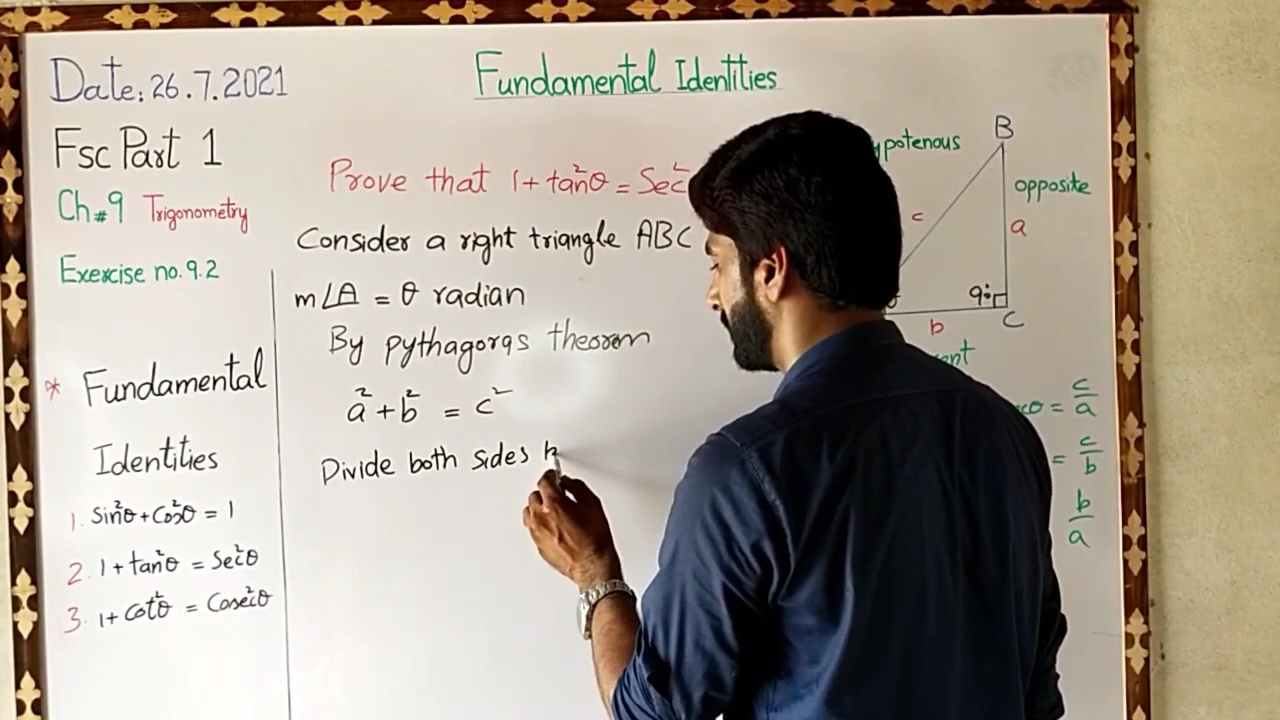 Date: 26.7.2021
Fsc Part 1
Ch#9 Trigonometry
Exercise no.9.2
* Fundamental
Identities
1. Sin²θ+Cos²θ = 1
2. 1+tan²θ = Sec²θ
3. 1+cot²θ = Cosec²θ
Fundamental Identities
Prove that 1+tan²θ = Sec²
Consider a right triangle ABC
m∠A = θ radian
By pythagoras theorem
a²+b² = c²
Divide both sides b
potenous
B
opposite
c
a
90°
b
C
= c/a
= c/b
b/a